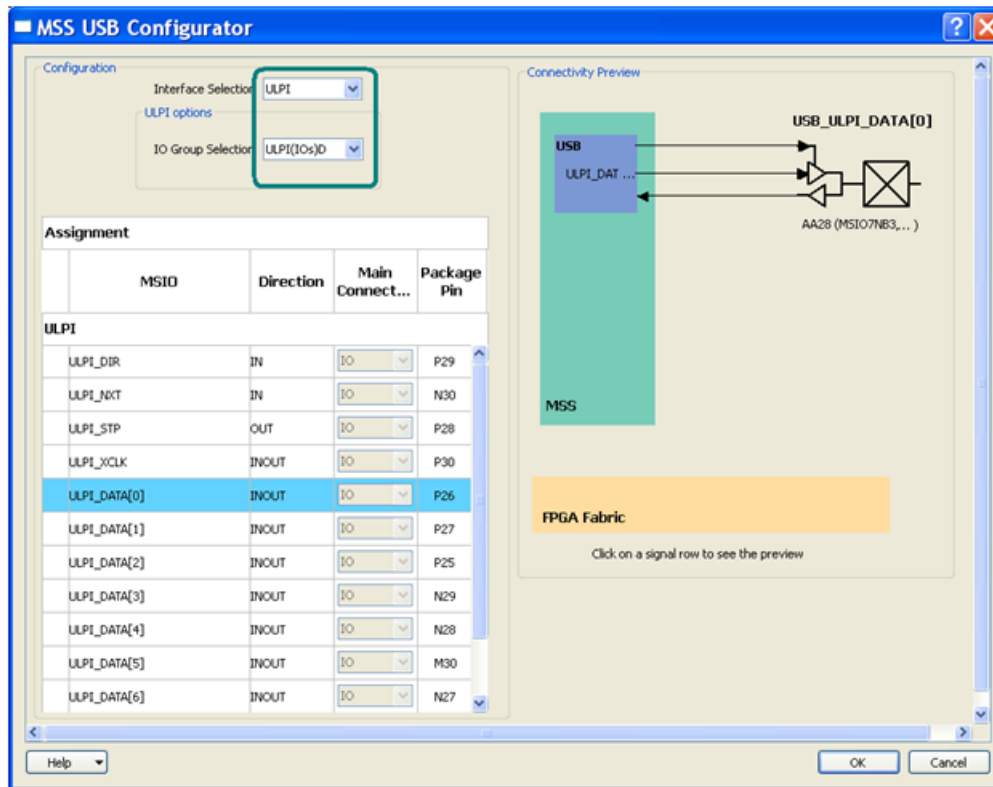 MSS USB Configurator
Configuration
Interface Selection ULPI
ULPI options
IO Group Selection ULPI(IOs)D
Assignment
MSIO Direction Main Connect... Package Pin
ULPI
ULPI_DIR IN IO P29
ULPI_NXT IN IO N30
ULPI_STP OUT IO P28
ULPI_XCLK INOUT IO P30
ULPI_DATA[0] INOUT IO P26
ULPI_DATA[1] INOUT IO P27
ULPI_DATA[2] INOUT IO P25
ULPI_DATA[3] INOUT IO N29
ULPI_DATA[4] INOUT IO N28
ULPI_DATA[5] INOUT IO M30
ULPI_DATA[6] INOUT IO N27
Connectivity Preview
USB_ULPI_DATA[0]
USB
ULPI_DAT ...
AA28 (MSIO7NB3,... )
MSS
FPGA Fabric
Click on a signal row to see the preview
Help
OK
Cancel